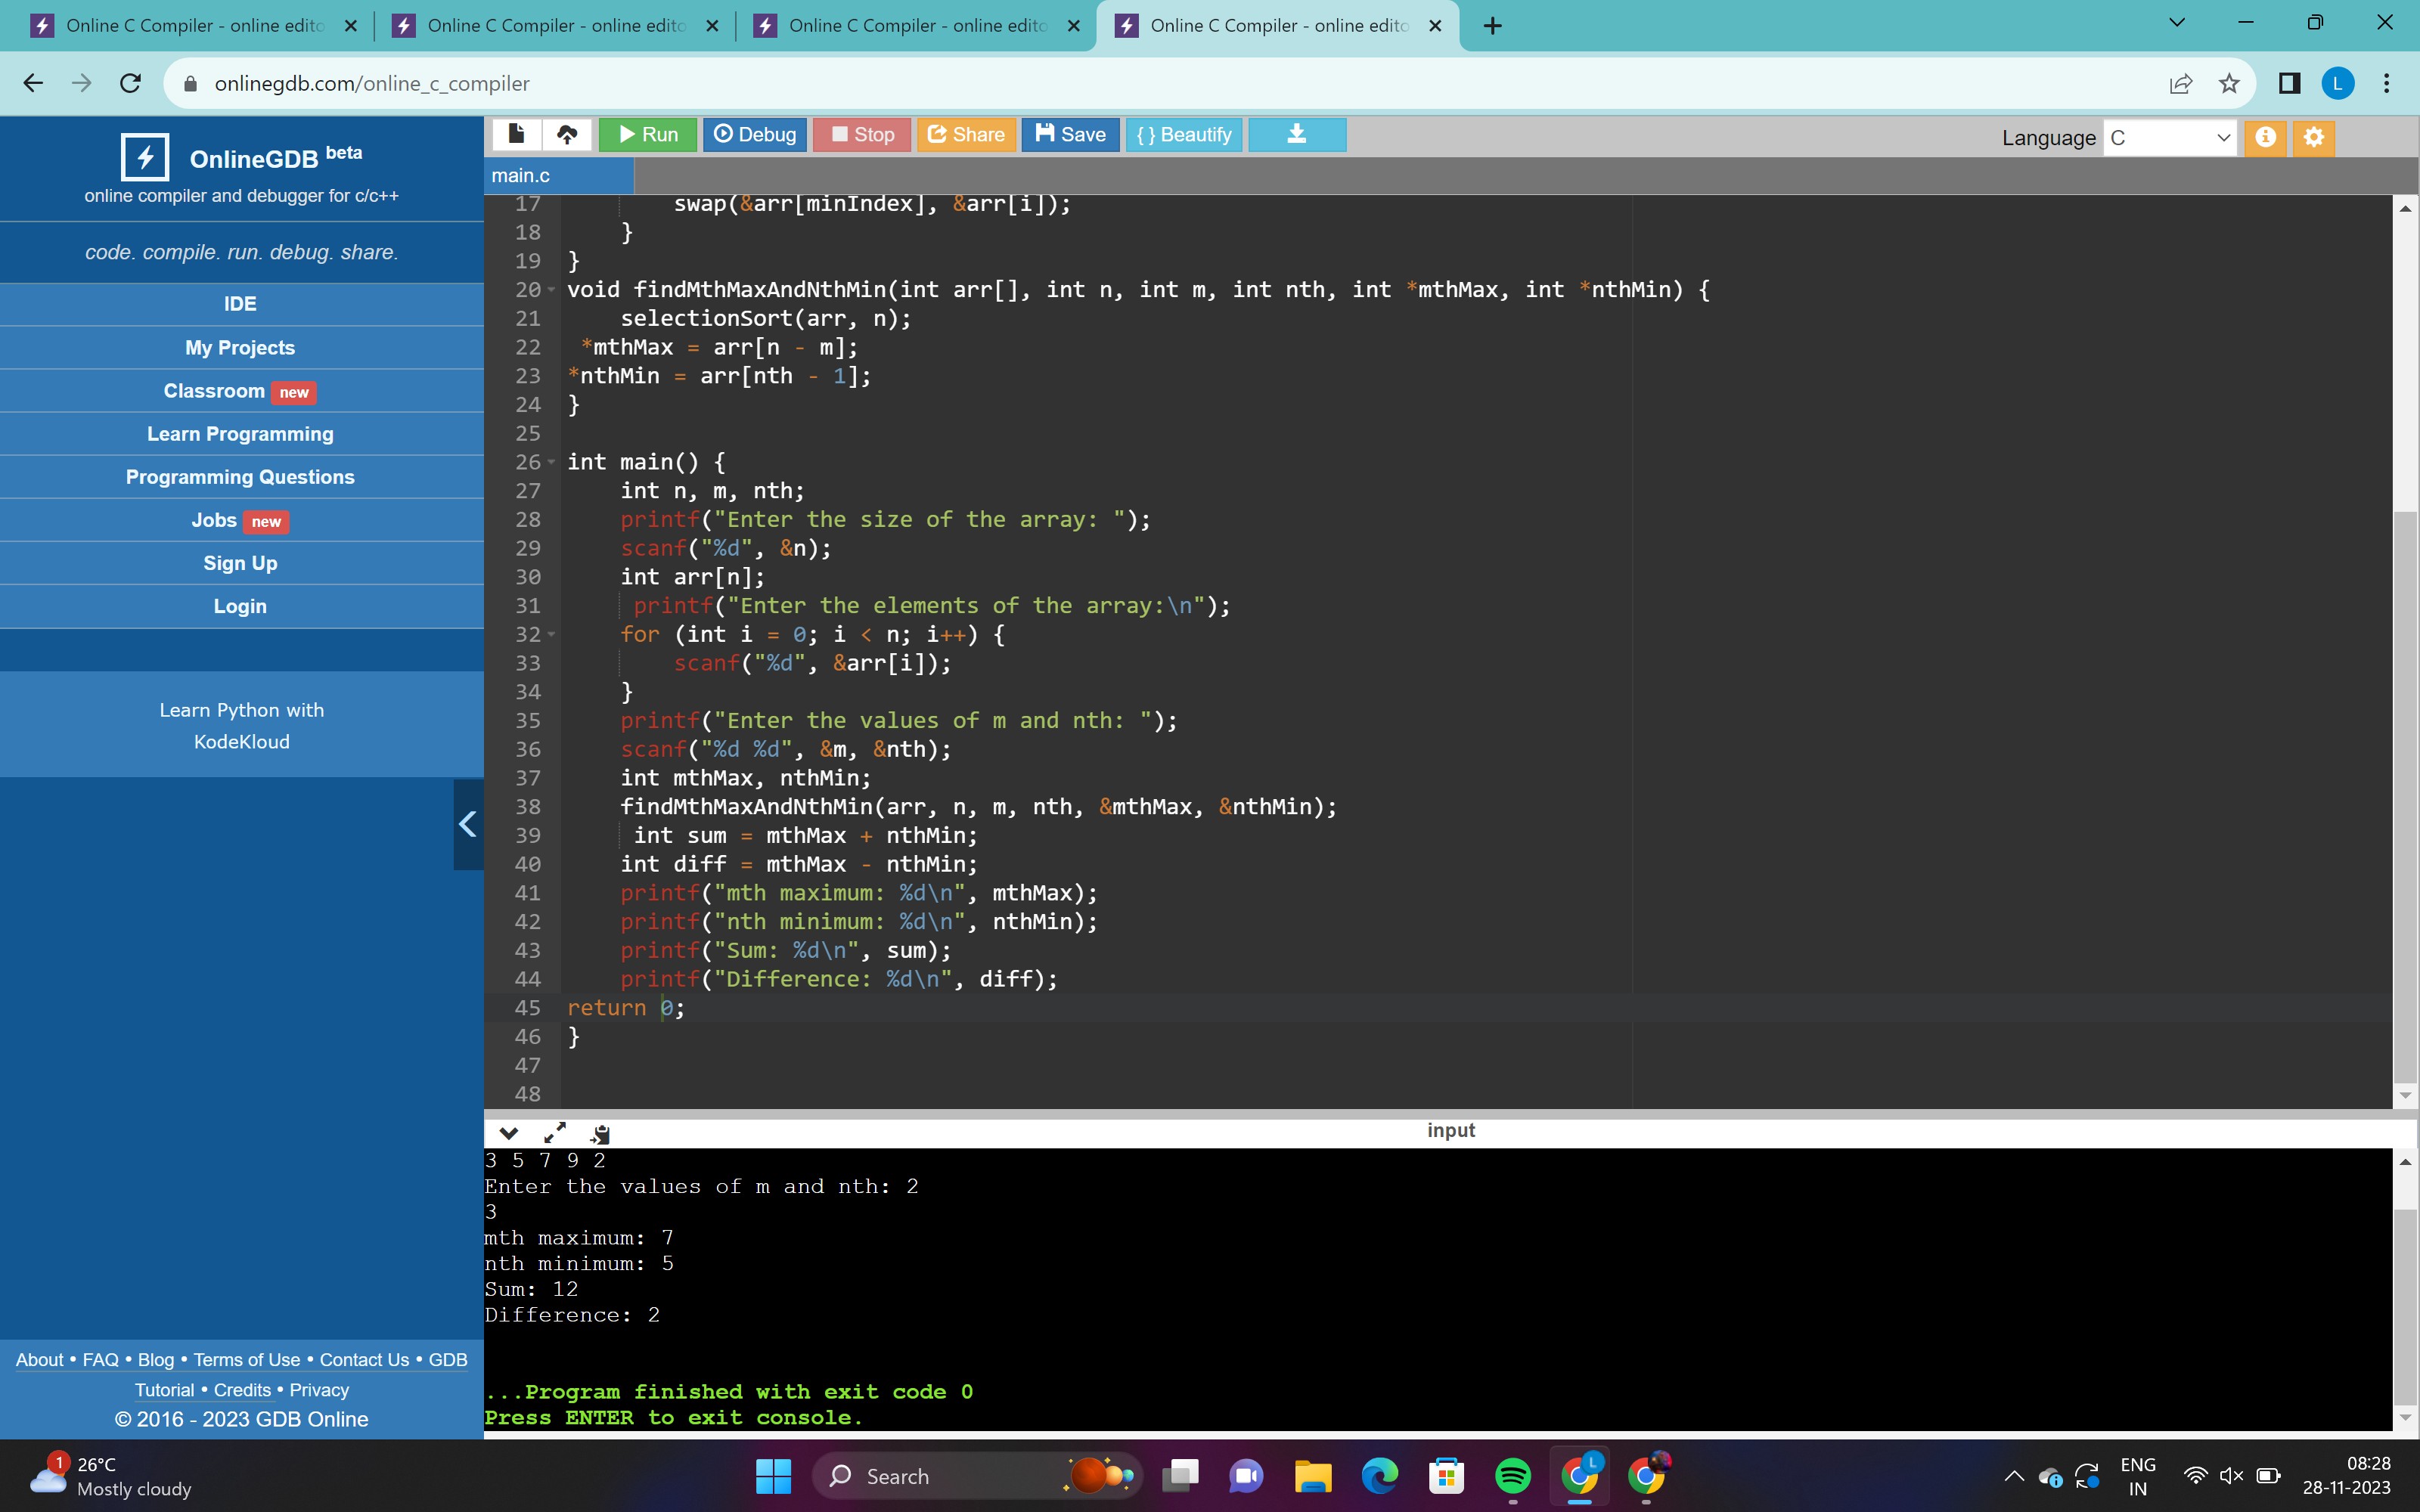 Online C Compiler - online edito
Online C Compiler - online edito
Online C Compiler - online edito
Online C Compiler - online edito
onlinegdb.com/online_c_compiler
L
OnlineGDB beta
online compiler and debugger for c/c++
code. compile. run. debug. share.
IDE
My Projects
Classroom new
Learn Programming
Programming Questions
Jobs new
Sign Up
Login
Learn Python with
KodeKloud
About • FAQ • Blog • Terms of Use • Contact Us • GDB
Tutorial • Credits • Privacy
© 2016 - 2023 GDB Online
Run Debug Stop Share Save { } Beautify
Language C
main.c
17         swap(&arr[minIndex], &arr[i]);
18     }
19 }
20 void findMthMaxAndNthMin(int arr[], int n, int m, int nth, int *mthMax, int *nthMin) {
21     selectionSort(arr, n);
22  *mthMax = arr[n - m];
23 *nthMin = arr[nth - 1];
24 }
25
26 int main() {
27     int n, m, nth;
28     printf("Enter the size of the array: ");
29     scanf("%d", &n);
30     int arr[n];
31      printf("Enter the elements of the array:\n");
32     for (int i = 0; i < n; i++) {
33         scanf("%d", &arr[i]);
34     }
35     printf("Enter the values of m and nth: ");
36     scanf("%d %d", &m, &nth);
37     int mthMax, nthMin;
38     findMthMaxAndNthMin(arr, n, m, nth, &mthMax, &nthMin);
39      int sum = mthMax + nthMin;
40     int diff = mthMax - nthMin;
41     printf("mth maximum: %d\n", mthMax);
42     printf("nth minimum: %d\n", nthMin);
43     printf("Sum: %d\n", sum);
44     printf("Difference: %d\n", diff);
45 return 0;
46 }
47
48
input
3 5 7 9 2
Enter the values of m and nth: 2
3
mth maximum: 7
nth minimum: 5
Sum: 12
Difference: 2
...Program finished with exit code 0
Press ENTER to exit console.
1
26°C
Mostly cloudy
Search
L
ENG
IN
08:28
28-11-2023